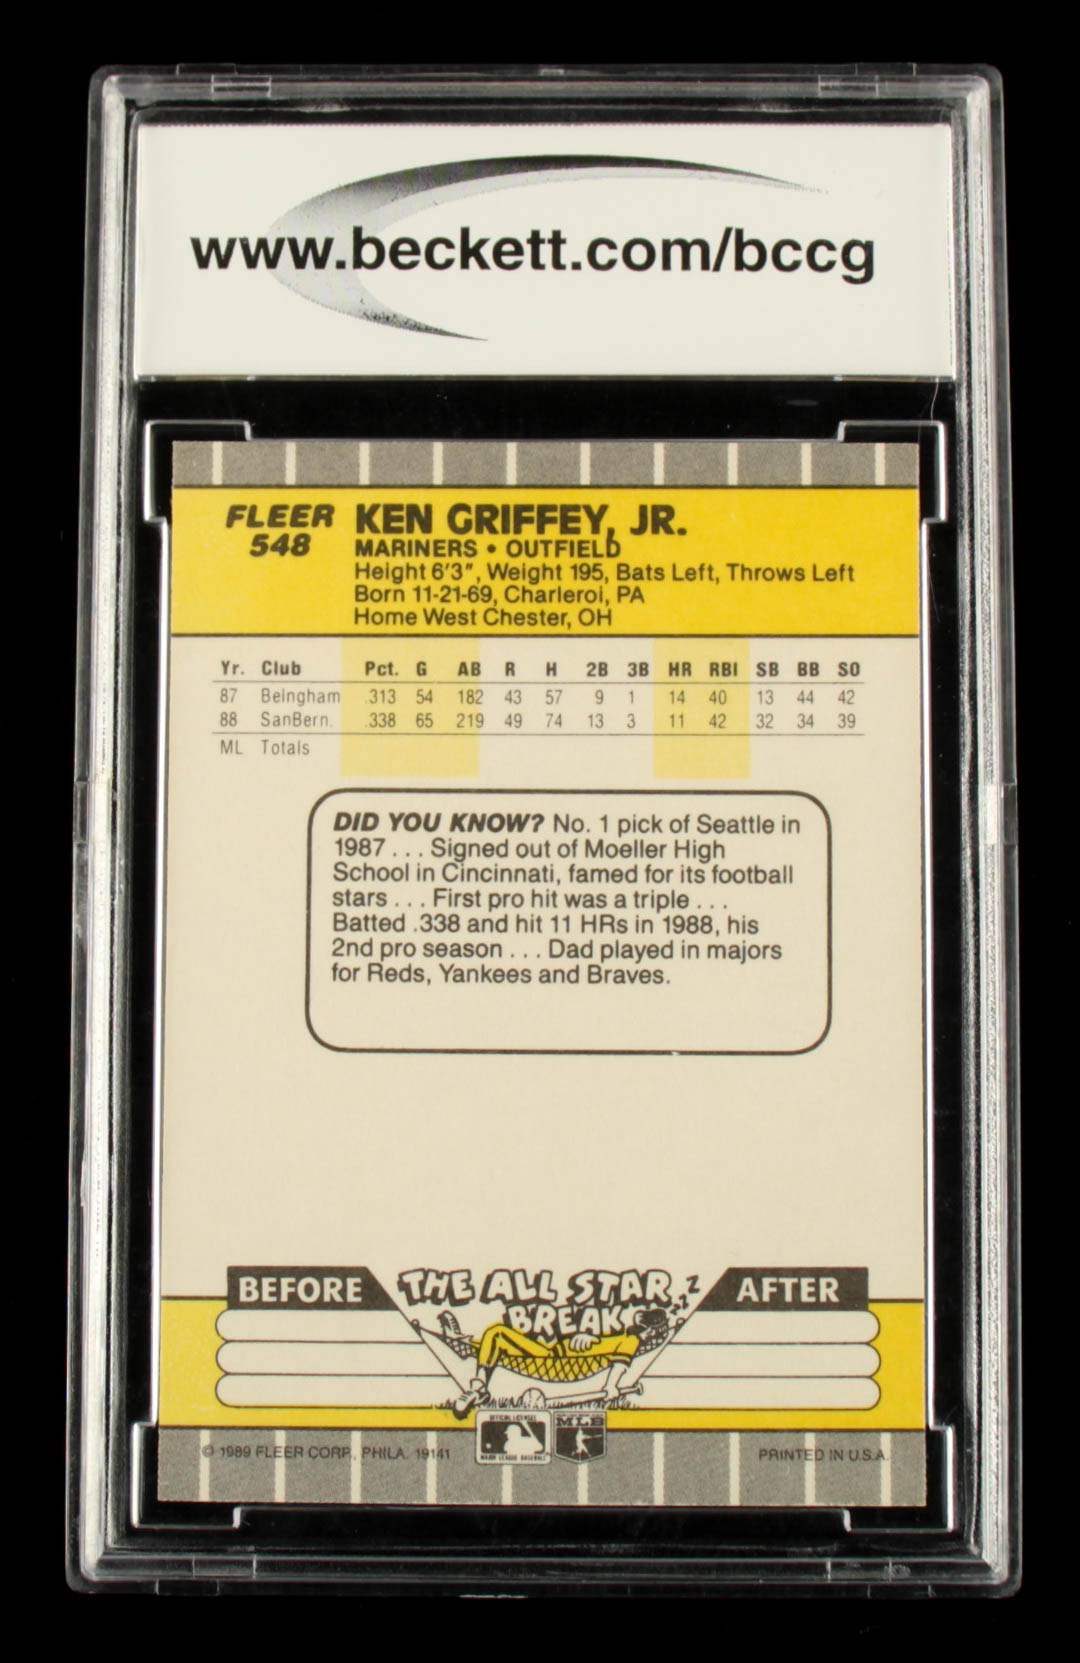 www.beckett.com/bccg
FLEER
548
KEN GRIFFEY, JR.
MARINERS • OUTFIELD
Height 6'3", Weight 195, Bats Left, Throws Left
Born 11-21-69, Charleroi, PA
Home West Chester, OH
Yr. Club Pct. G AB R H 2B 3B HR RBI SB BB SO
87 Belngham .313 54 182 43 57 9 1 14 40 13 44 42
88 SanBern. .338 65 219 49 74 13 3 11 42 32 34 39
ML Totals
DID YOU KNOW? No. 1 pick of Seattle in
1987 . . . Signed out of Moeller High
School in Cincinnati, famed for its football
stars . . . First pro hit was a triple . . .
Batted .338 and hit 11 HRs in 1988, his
2nd pro season . . . Dad played in majors
for Reds, Yankees and Braves.
BEFORE THE ALL STAR BREAK ZZZZ AFTER
OFFICIAL LICENSEE
MAJOR LEAGUE BASEBALL
MLB
© 1989 FLEER CORP., PHILA. 19141
PRINTED IN U.S.A.